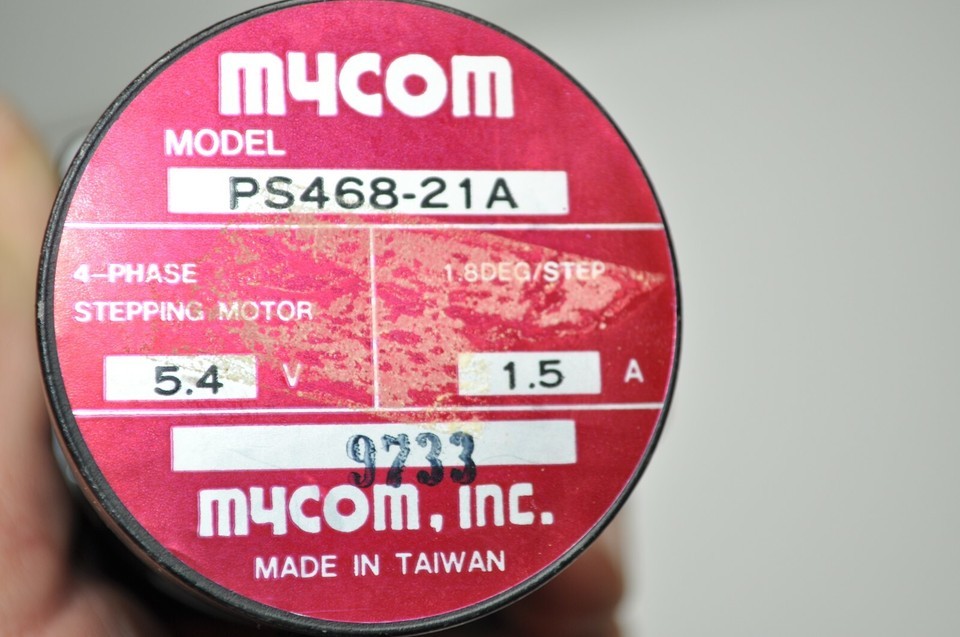 mycom
MODEL
PS468-21A
4-PHASE
STEPPING MOTOR
1.8DEG/STEP
5.4 V
1.5 A
9733
mycom, inc.
MADE IN TAIWAN